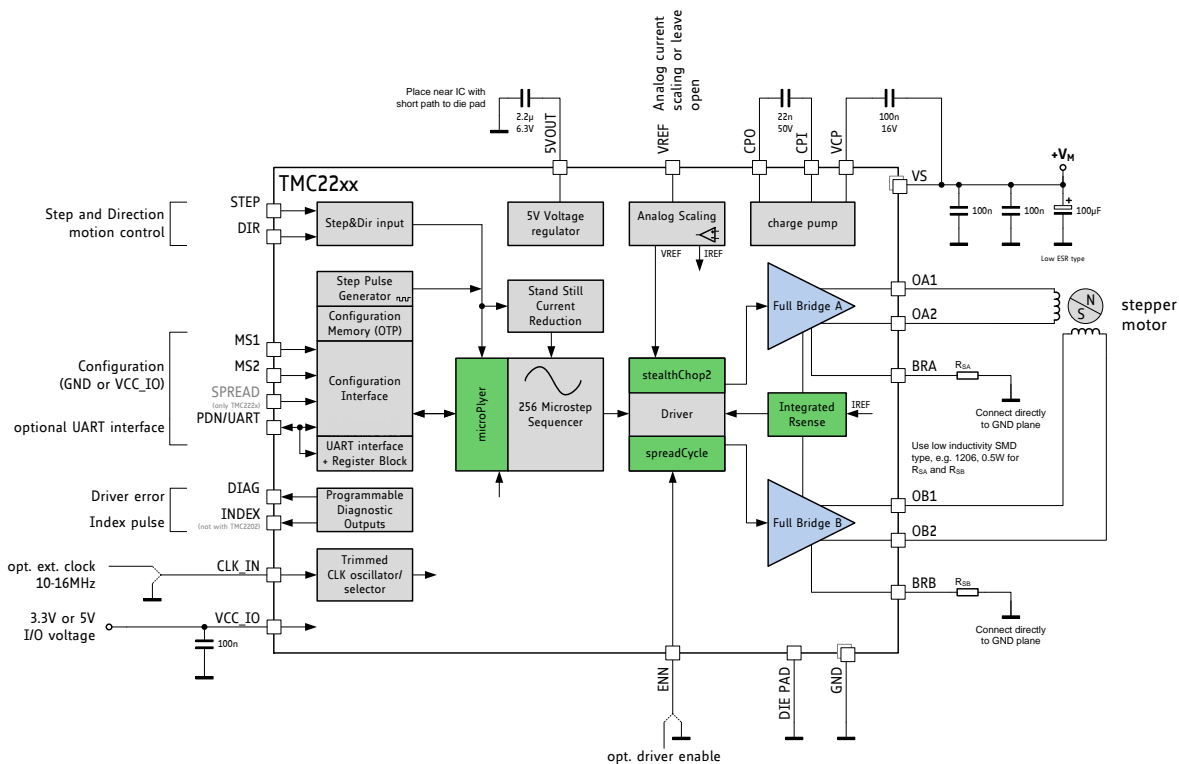 Place near IC with
short path to die pad
2.2µ
6.3V
5VOUT
VREF
Analog current
scaling or leave
open
CPO
22n
50V
CPI
VCP
100n
16V
+VM
VS
100n
100n
+
100µF
Low ESR type
TMC22xx
Step and Direction
motion control
STEP
DIR
Step&Dir input
5V Voltage
regulator
Analog Scaling
VREF
IREF
charge pump
Step Pulse
Generator
Configuration
Memory (OTP)
Stand Still
Current
Reduction
Full Bridge A
OA1
OA2
N
S
stepper
motor
Configuration
(GND or VCC_IO)
optional UART interface
MS1
MS2
SPREAD
(only TMC222x)
PDN/UART
Configuration
Interface
UART interface
+ Register Block
microPlyer
256 Microstep
Sequencer
stealthChop2
Driver
spreadCycle
Integrated
Rsense
IREF
BRA
RSA
Connect directly
to GND plane
Use low inductivity SMD
type, e.g. 1206, 0.5W for
RSA and RSB
Driver error
Index pulse
DIAG
INDEX
(not with TMC2202)
Programmable
Diagnostic
Outputs
Full Bridge B
OB1
OB2
opt. ext. clock
10-16MHz
CLK_IN
Trimmed
CLK oscillator/
selector
BRB
RSB
Connect directly
to GND plane
3.3V or 5V
I/O voltage
VCC_IO
100n
ENN
DIE PAD
GND
opt. driver enable